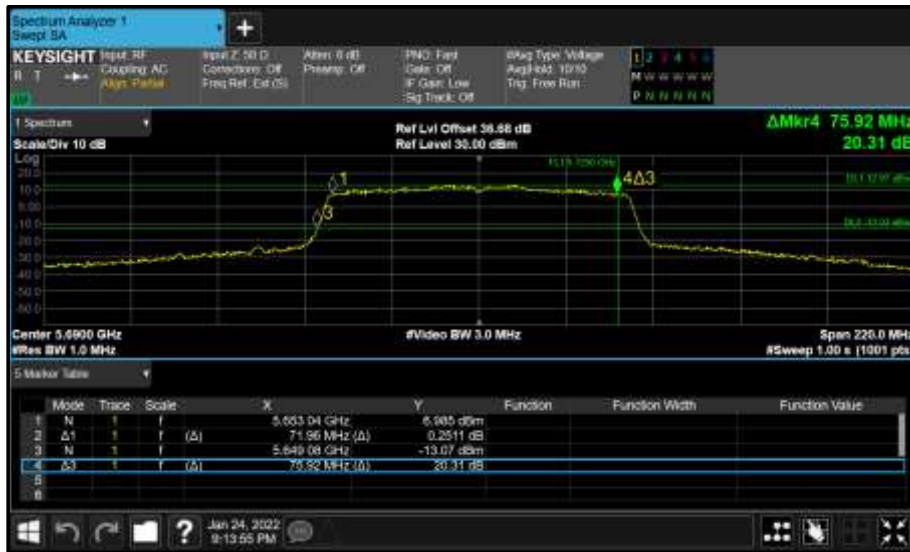 Spectrum Analyzer 1
Swept SA
+
KEYSIGHT Input: RF
R T Coupling: AC
Align: Partial
Input Z: 50 Ω
Corrections: Off
Freq Ref: Ext (S)
Atten: 6 dB
Preamp: Off
PNO: Fast
Gate: Off
IF Gain: Low
Sig Track: Off
#Avg Type: Voltage
Avg|Hold: 10/10
Trig: Free Run
1 2 3 4 5 6
M W W W W W
P N N N N N
1 Spectrum
Scale/Div 10 dB
Ref Lvl Offset 36.68 dB
Ref Level 30.00 dBm
ΔMkr4 75.92 MHz
20.31 dB
Log
20.0
10.0
0.00
-10.0
-20.0
-30.0
-40.0
-50.0
1
3
4Δ3
Center 5.6900 GHz
#Res BW 1.0 MHz
#Video BW 3.0 MHz
Span 220.0 MHz
#Sweep 1.00 s (1001 pts
5 Marker Table
Mode Trace Scale X Y Function Function Width Function Value
1 N 1 f 5.653 04 GHz 6.985 dBm
2 Δ1 1 f (Δ) 71.96 MHz (Δ) 0.2511 dB
3 N 1 f 5.649 08 GHz -13.07 dBm
4 Δ3 1 f (Δ) 75.92 MHz (Δ) 20.31 dB
5
6
?
Jan 24, 2022
9:13:55 PM